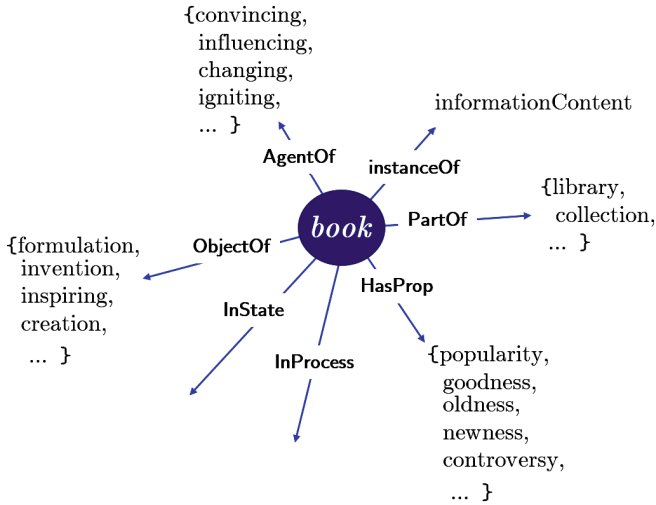 {convincing,
influencing,
changing,
igniting,
... }
AgentOf
informationContent
instanceOf
{library,
collection,
... }
PartOf
book
ObjectOf
{formulation,
invention,
inspiring,
creation,
... }
HasProp
InState
InProcess
{popularity,
goodness,
oldness,
newness,
controversy,
... }